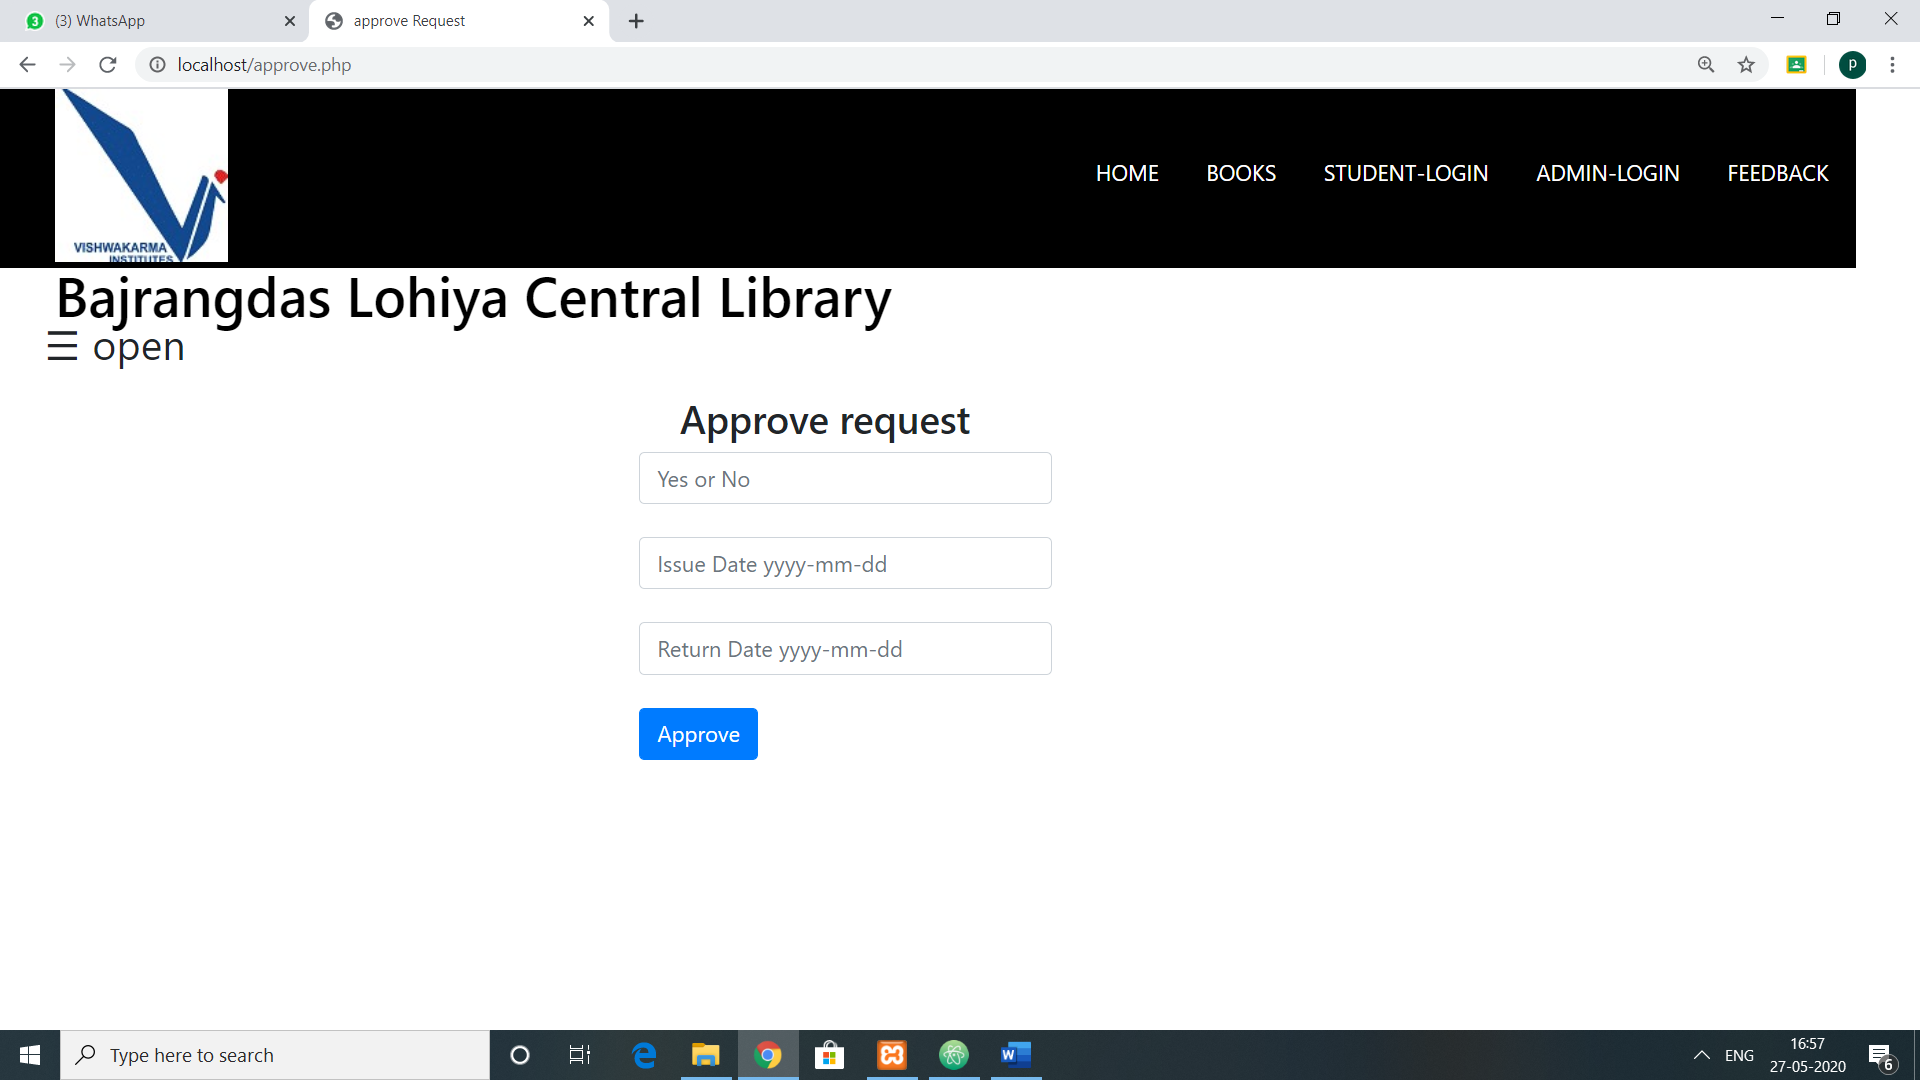 3 (3) WhatsApp
approve Request
localhost/approve.php
p
VISHWAKARMA
INSTITUTES
HOME BOOKS STUDENT-LOGIN ADMIN-LOGIN FEEDBACK
Bajrangdas Lohiya Central Library
☰ open
Approve request
Yes or No
Issue Date yyyy-mm-dd
Return Date yyyy-mm-dd
Approve
Type here to search
W
ENG
16:57
27-05-2020
6